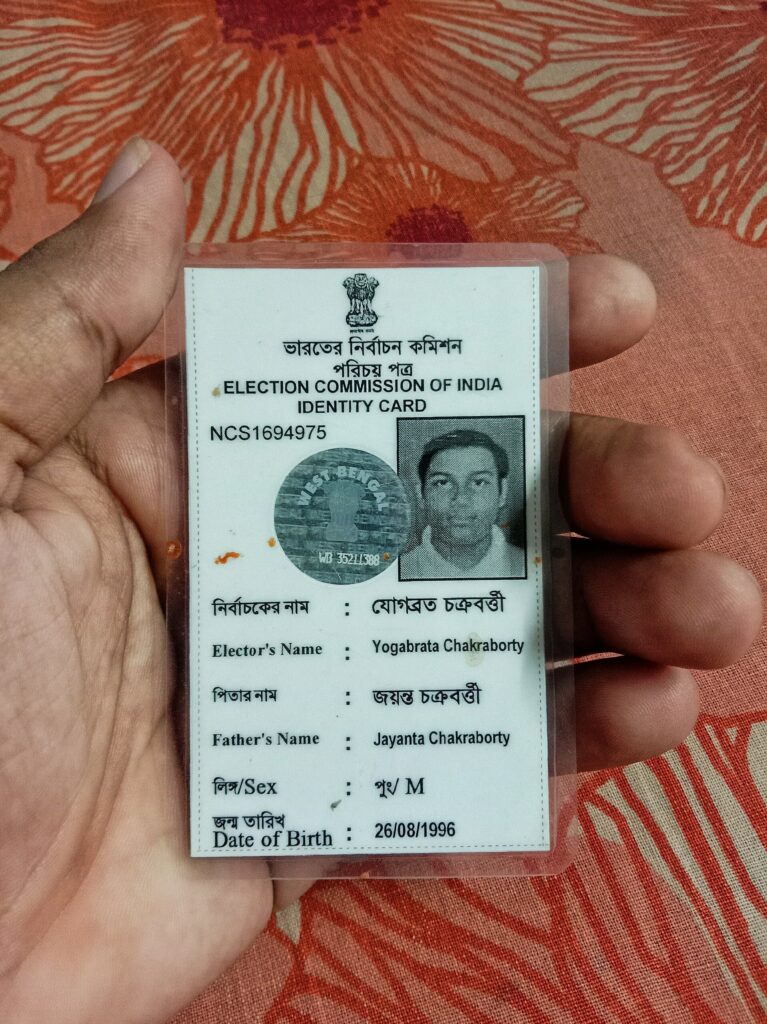 ভারতের নির্বাচন কমিশন
পরিচয় পত্র
ELECTION COMMISSION OF INDIA
IDENTITY CARD
NCS1694975
WEST BENGAL
WB 35211388
নির্বাচকের নাম : যোগব্রত চক্রবর্ত্তী
Elector's Name : Yogabrata Chakraborty
পিতার নাম : জয়ন্ত চক্রবর্ত্তী
Father's Name : Jayanta Chakraborty
লিঙ্গ/Sex : পুং/ M
জন্ম তারিখ
Date of Birth : 26/08/1996